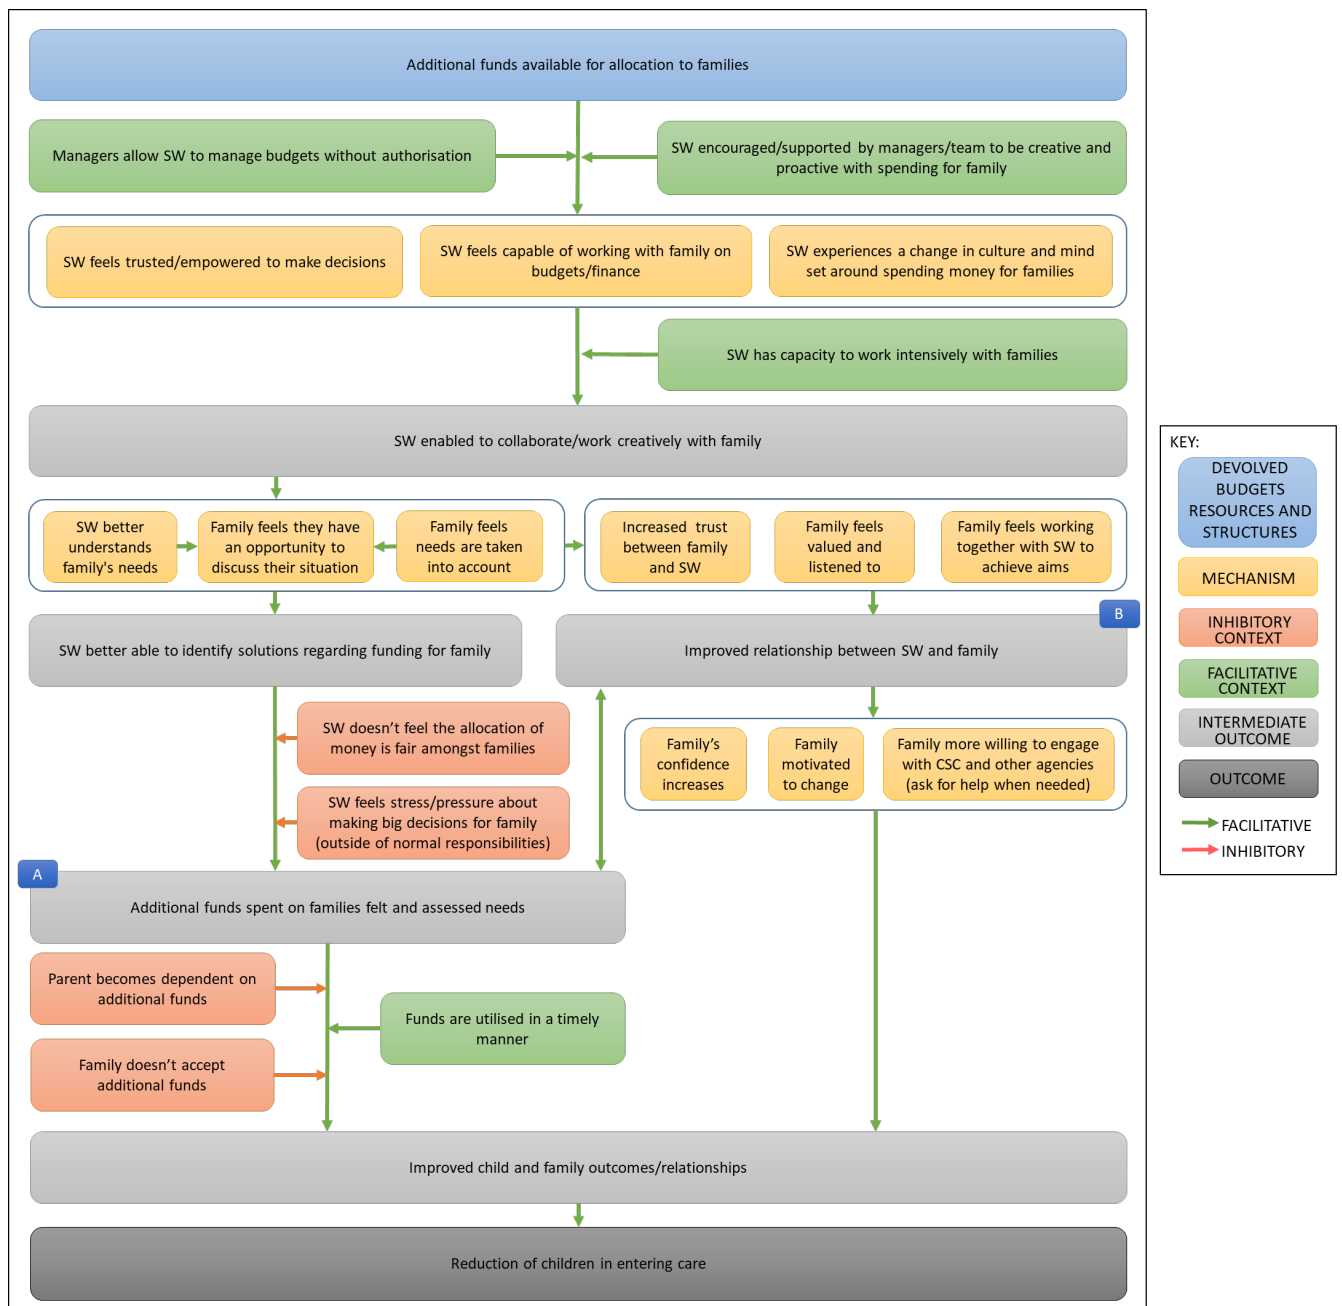 Additional funds available for allocation to families
Managers allow SW to manage budgets without authorisation
SW encouraged/supported by managers/team to be creative and
proactive with spending for family
SW feels trusted/empowered to make decisions
SW feels capable of working with family on
budgets/finance
SW experiences a change in culture and mind
set around spending money for families
SW has capacity to work intensively with families
SW enabled to collaborate/work creatively with family
SW better
understands
family's needs
Family feels they have
an opportunity to
discuss their situation
Family feels
needs are taken
into account
Increased trust
between family
and SW
Family feels
valued and
listened to
Family feels working
together with SW to
achieve aims
SW better able to identify solutions regarding funding for family
B
Improved relationship between SW and family
SW doesn’t feel the allocation of
money is fair amongst families
SW feels stress/pressure about
making big decisions for family
(outside of normal responsibilities)
Family’s
confidence
increases
Family
motivated
to change
Family more willing to engage
with CSC and other agencies
(ask for help when needed)
A
Additional funds spent on families felt and assessed needs
Parent becomes dependent on
additional funds
Funds are utilised in a timely
manner
Family doesn’t accept
additional funds
Improved child and family outcomes/relationships
Reduction of children in entering care
KEY:
DEVOLVED
BUDGETS
RESOURCES AND
STRUCTURES
MECHANISM
INHIBITORY
CONTEXT
FACILITATIVE
CONTEXT
INTERMEDIATE
OUTCOME
OUTCOME
FACILITATIVE
INHIBITORY